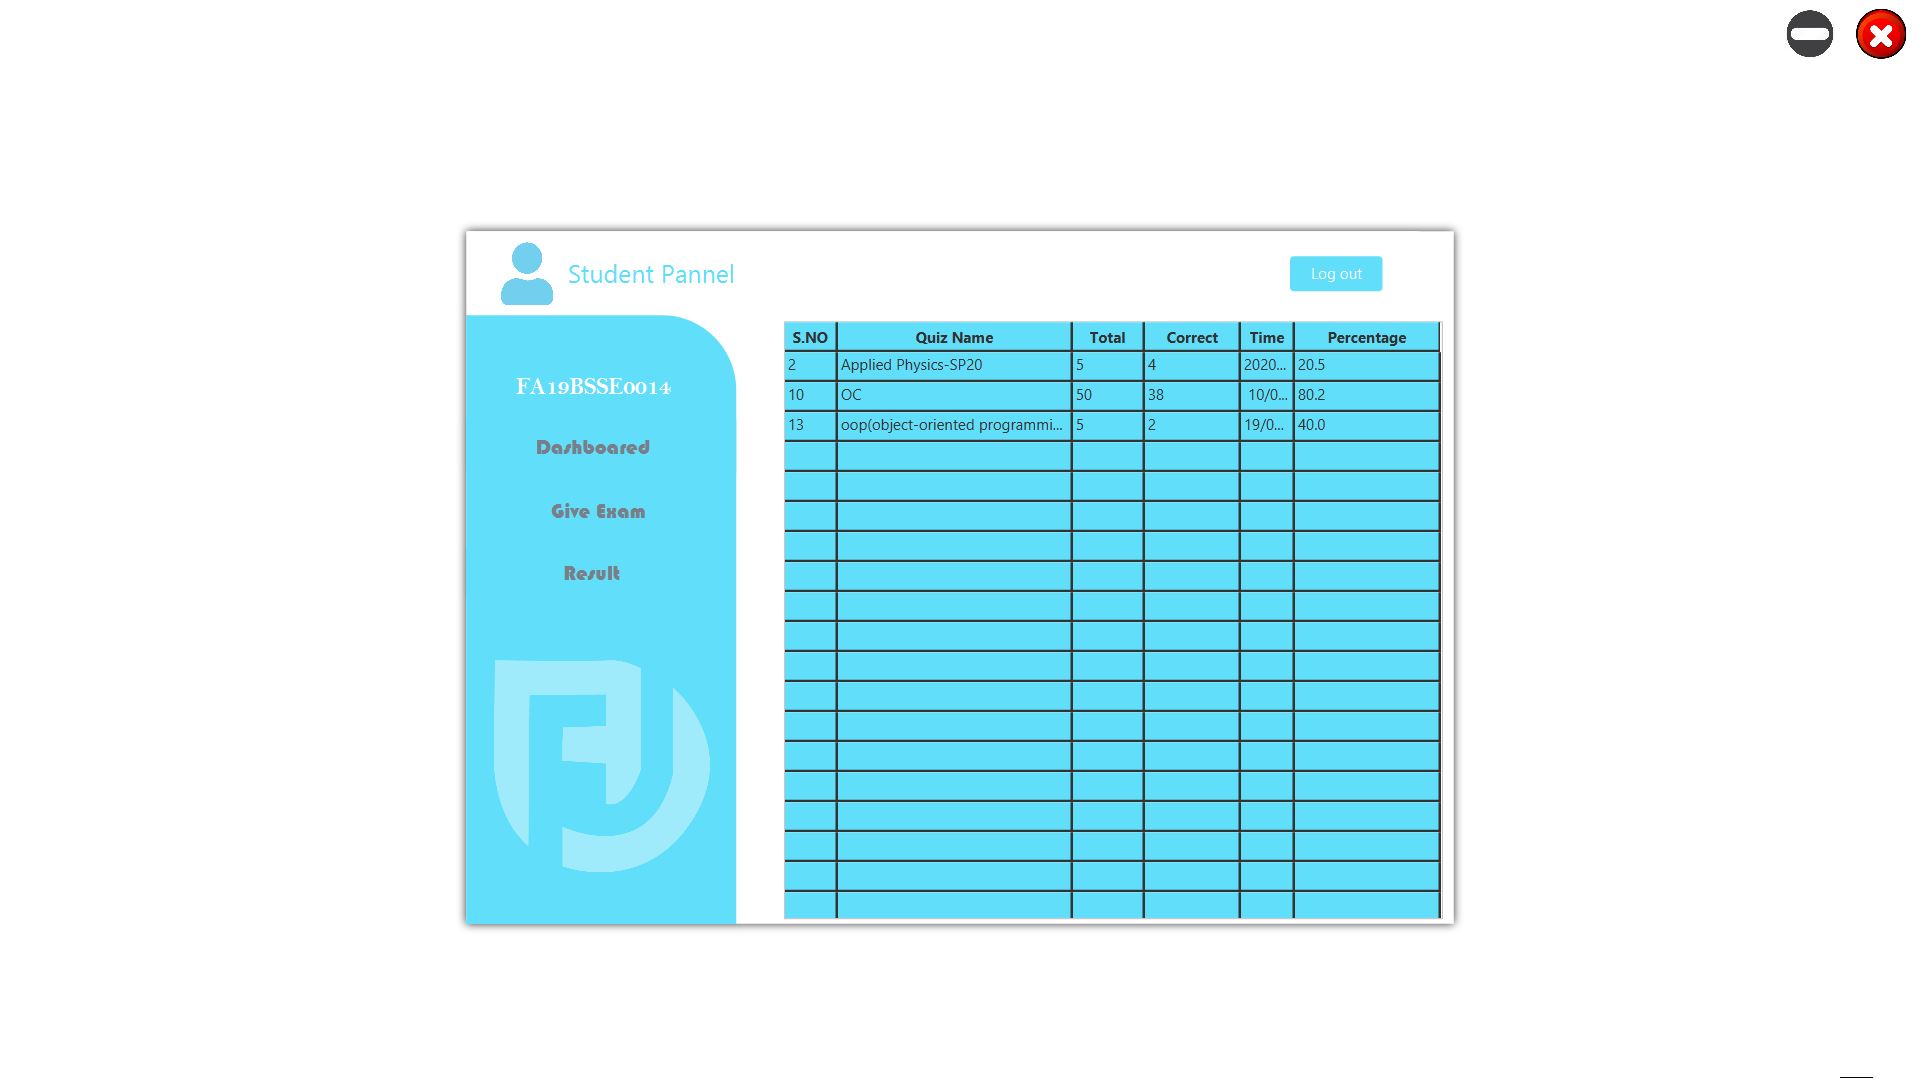 Student Pannel
Log out
FA19BSSE0014
Dashboared
Give Exam
Result
S.NO Quiz Name Total Correct Time Percentage
2 Applied Physics-SP20 5 4 2020... 20.5
10 OC 50 38 10/0... 80.2
13 oop(object-oriented programmi... 5 2 19/0... 40.0